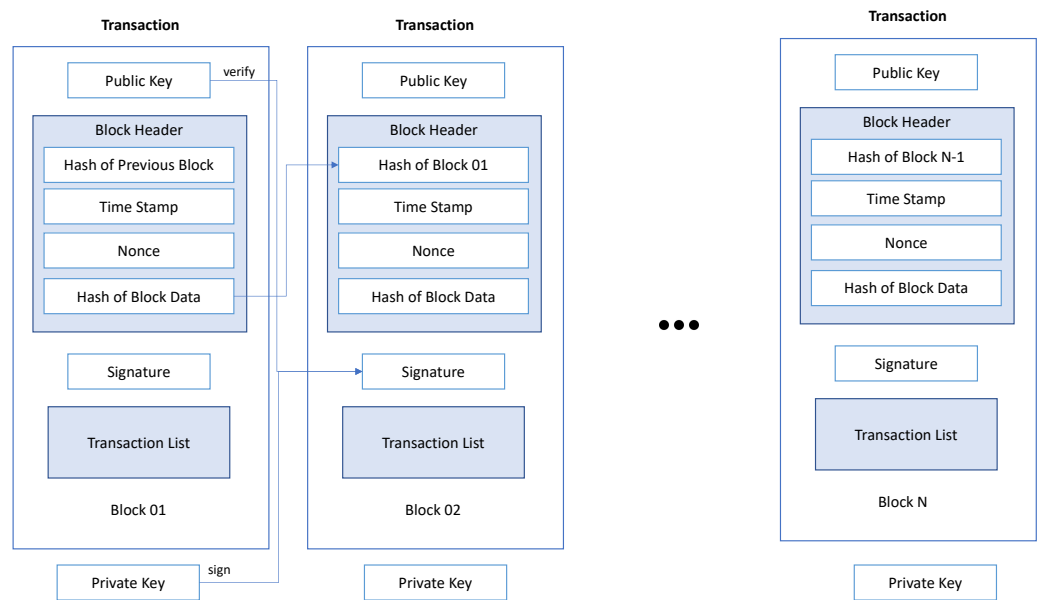 Transaction
Public Key
verify
Block Header
Hash of Previous Block
Time Stamp
Nonce
Hash of Block Data
Signature
Transaction List
Block 01
Private Key
sign
Transaction
Public Key
Block Header
Hash of Block 01
Time Stamp
Nonce
Hash of Block Data
Signature
Transaction List
Block 02
Private Key
Transaction
Public Key
Block Header
Hash of Block N-1
Time Stamp
Nonce
Hash of Block Data
Signature
Transaction List
Block N
Private Key